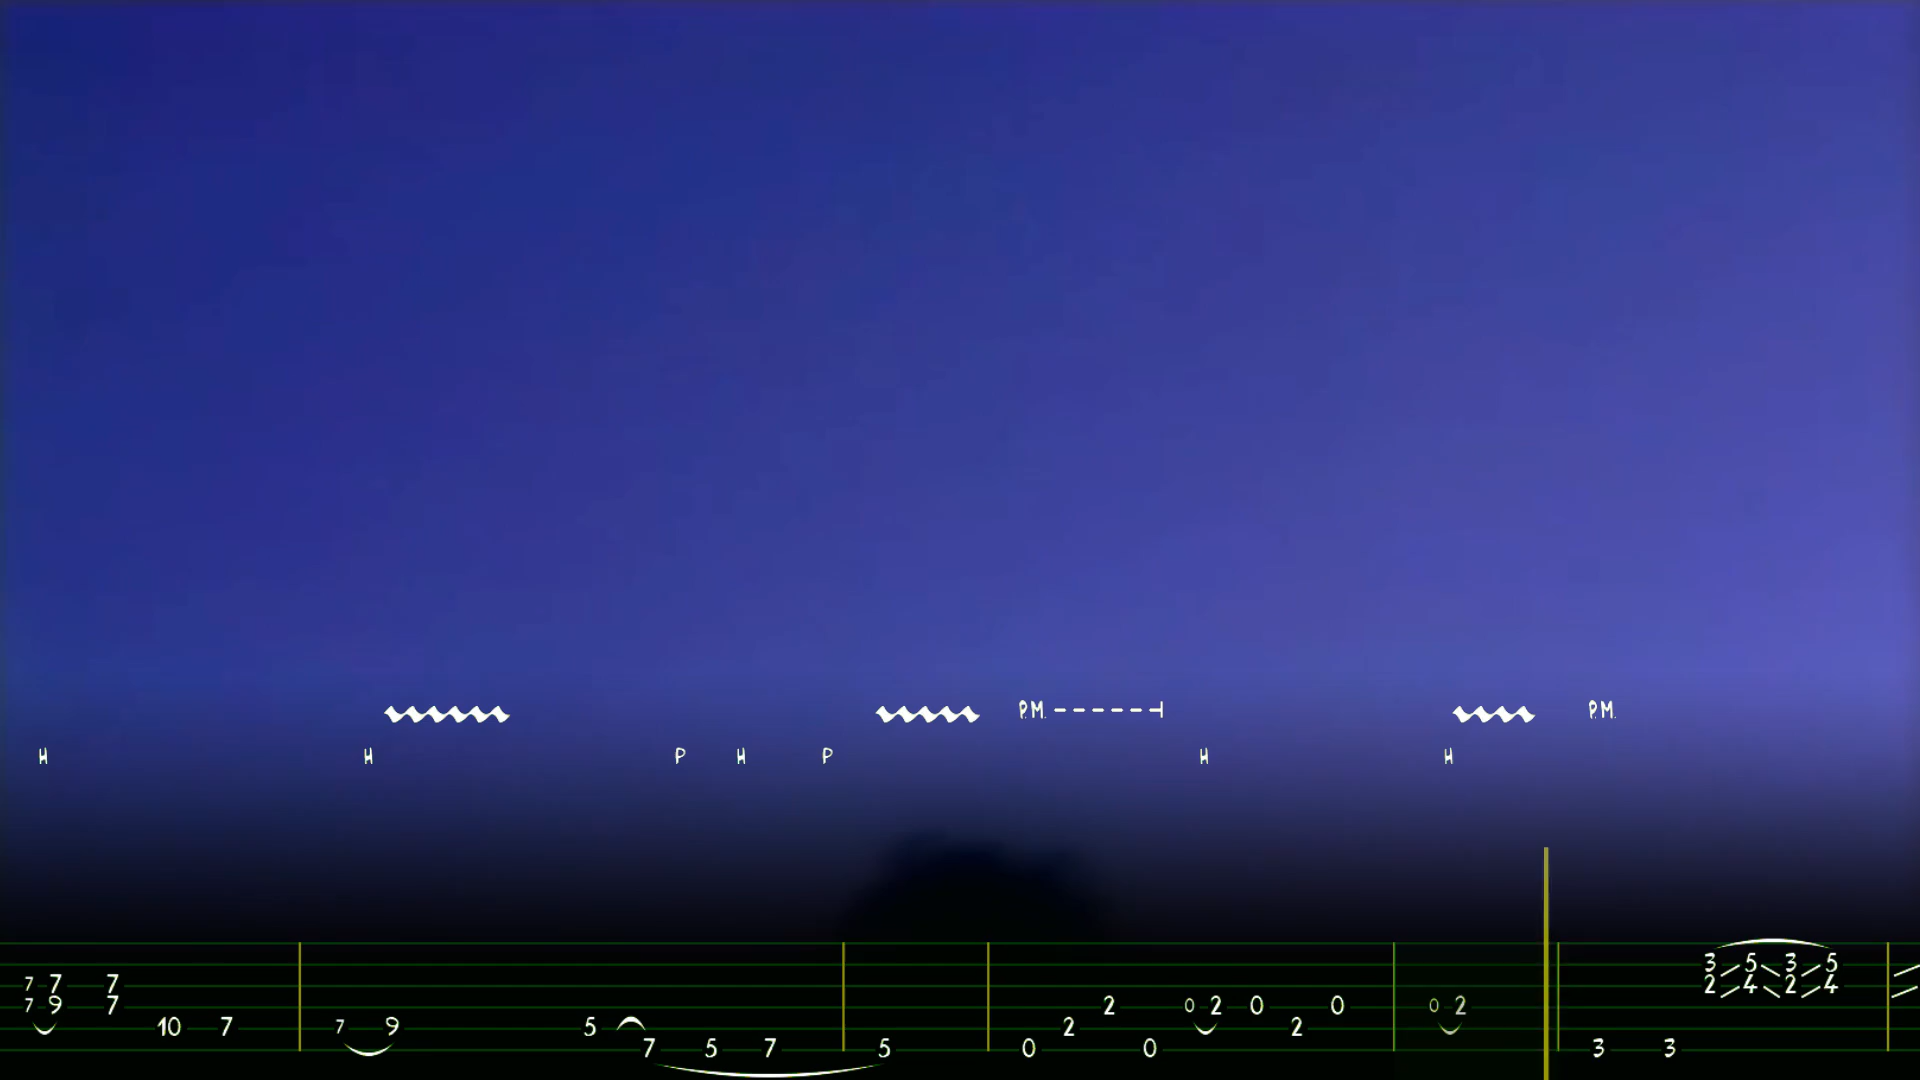 P.M. P.M.
H H P H P H H
3 5 3 5
7 7 7 2 4 2 4
7 9 7 2 0 2 0 0 0 2
10 7 7 9 5 2 2
7 5 7 5 0 0 3 3